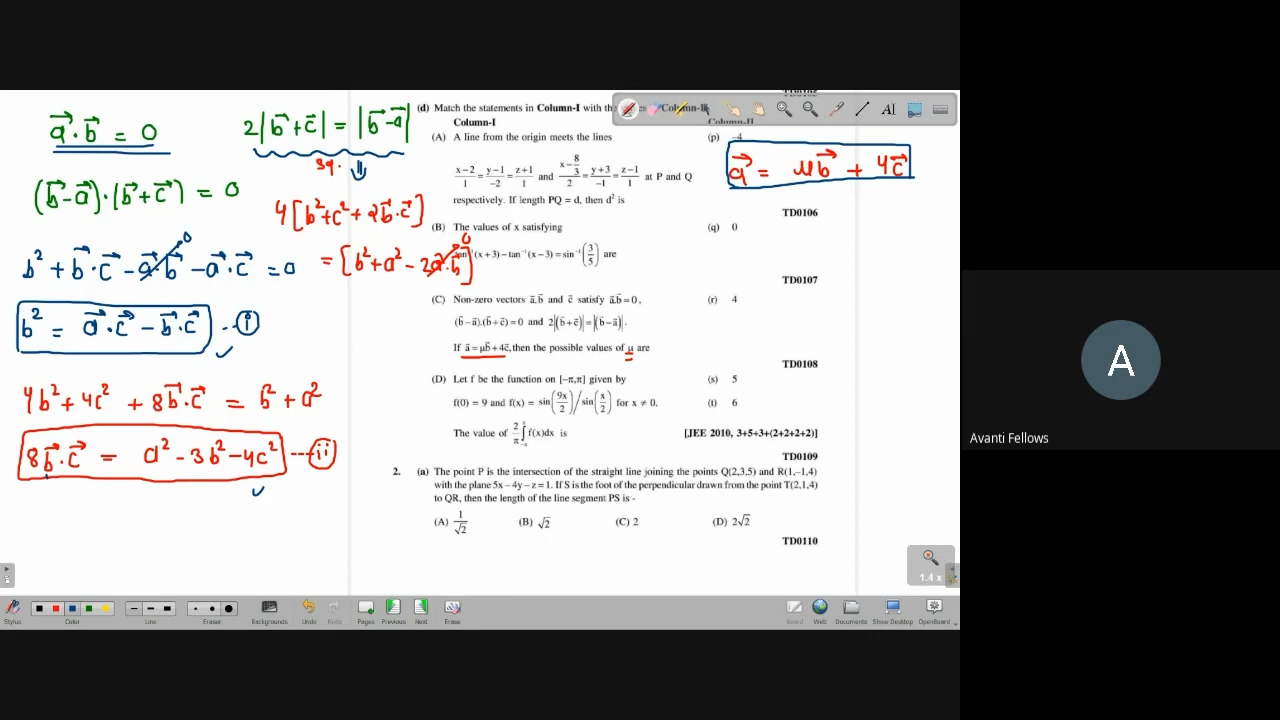 a⃗ · b⃗ = 0
2|b⃗+c⃗| = |b⃗-a⃗|
sq. ⇓
(b⃗-a⃗)·(b⃗+c⃗) = 0
4[b²+c²+2b⃗·c⃗]
= [b²+a²-2a⃗·b⃗] 0
b² + b⃗·c⃗ - a⃗·b⃗ - a⃗·c⃗ = 0
0
b² = a⃗·c⃗ - b⃗·c⃗ --- (i)
4b² + 4c² + 8b⃗·c⃗ = b² + a²
8b⃗·c⃗ = a² - 3b² - 4c² --- (ii)
(d) Match the statements in Column-I with the Column-II
Column-I Column-II
(A) A line from the origin meets the lines (p) –4
a⃗ = μb⃗ + 4c⃗
(x–2)/1 = (y–1)/–2 = (z+1)/1 and (x–8/3)/2 = (y+3)/–1 = (z–1)/1 at P and Q
respectively. If length PQ = d, then d² is
TD0106
(B) The values of x satisfying (q) 0
tan⁻¹(x+3)–tan⁻¹(x–3)=sin⁻¹(3/5) are
TD0107
(C) Non-zero vectors a⃗,b⃗ and c⃗ satisfy a⃗.b⃗=0, (r) 4
(b⃗–a⃗).(b⃗+c⃗)=0 and 2|(b⃗+c⃗)|=|(b⃗–a⃗)|.
If a⃗=μb⃗+4c⃗, then the possible values of μ are
TD0108
(D) Let f be the function on [–π,π] given by (s) 5
f(0) = 9 and f(x) = sin(9x/2)/sin(x/2) for x ≠ 0. (t) 6
The value of 2/π ∫ f(x)dx is [JEE 2010, 3+5+3+(2+2+2+2)]
TD0109
2. (a) The point P is the intersection of the straight line joining the points Q(2,3,5) and R(1,–1,4)
with the plane 5x – 4y – z = 1. If S is the foot of the perpendicular drawn from the point T(2,1,4)
to QR, then the length of the line segment PS is -
(A) 1/√2 (B) √2 (C) 2 (D) 2√2
TD0110
1.4 x
Stylus Color Line Eraser Backgrounds Undo Redo Pages Previous Next Erase Board Web Documents Show Desktop OpenBoard
A
Avanti Fellows